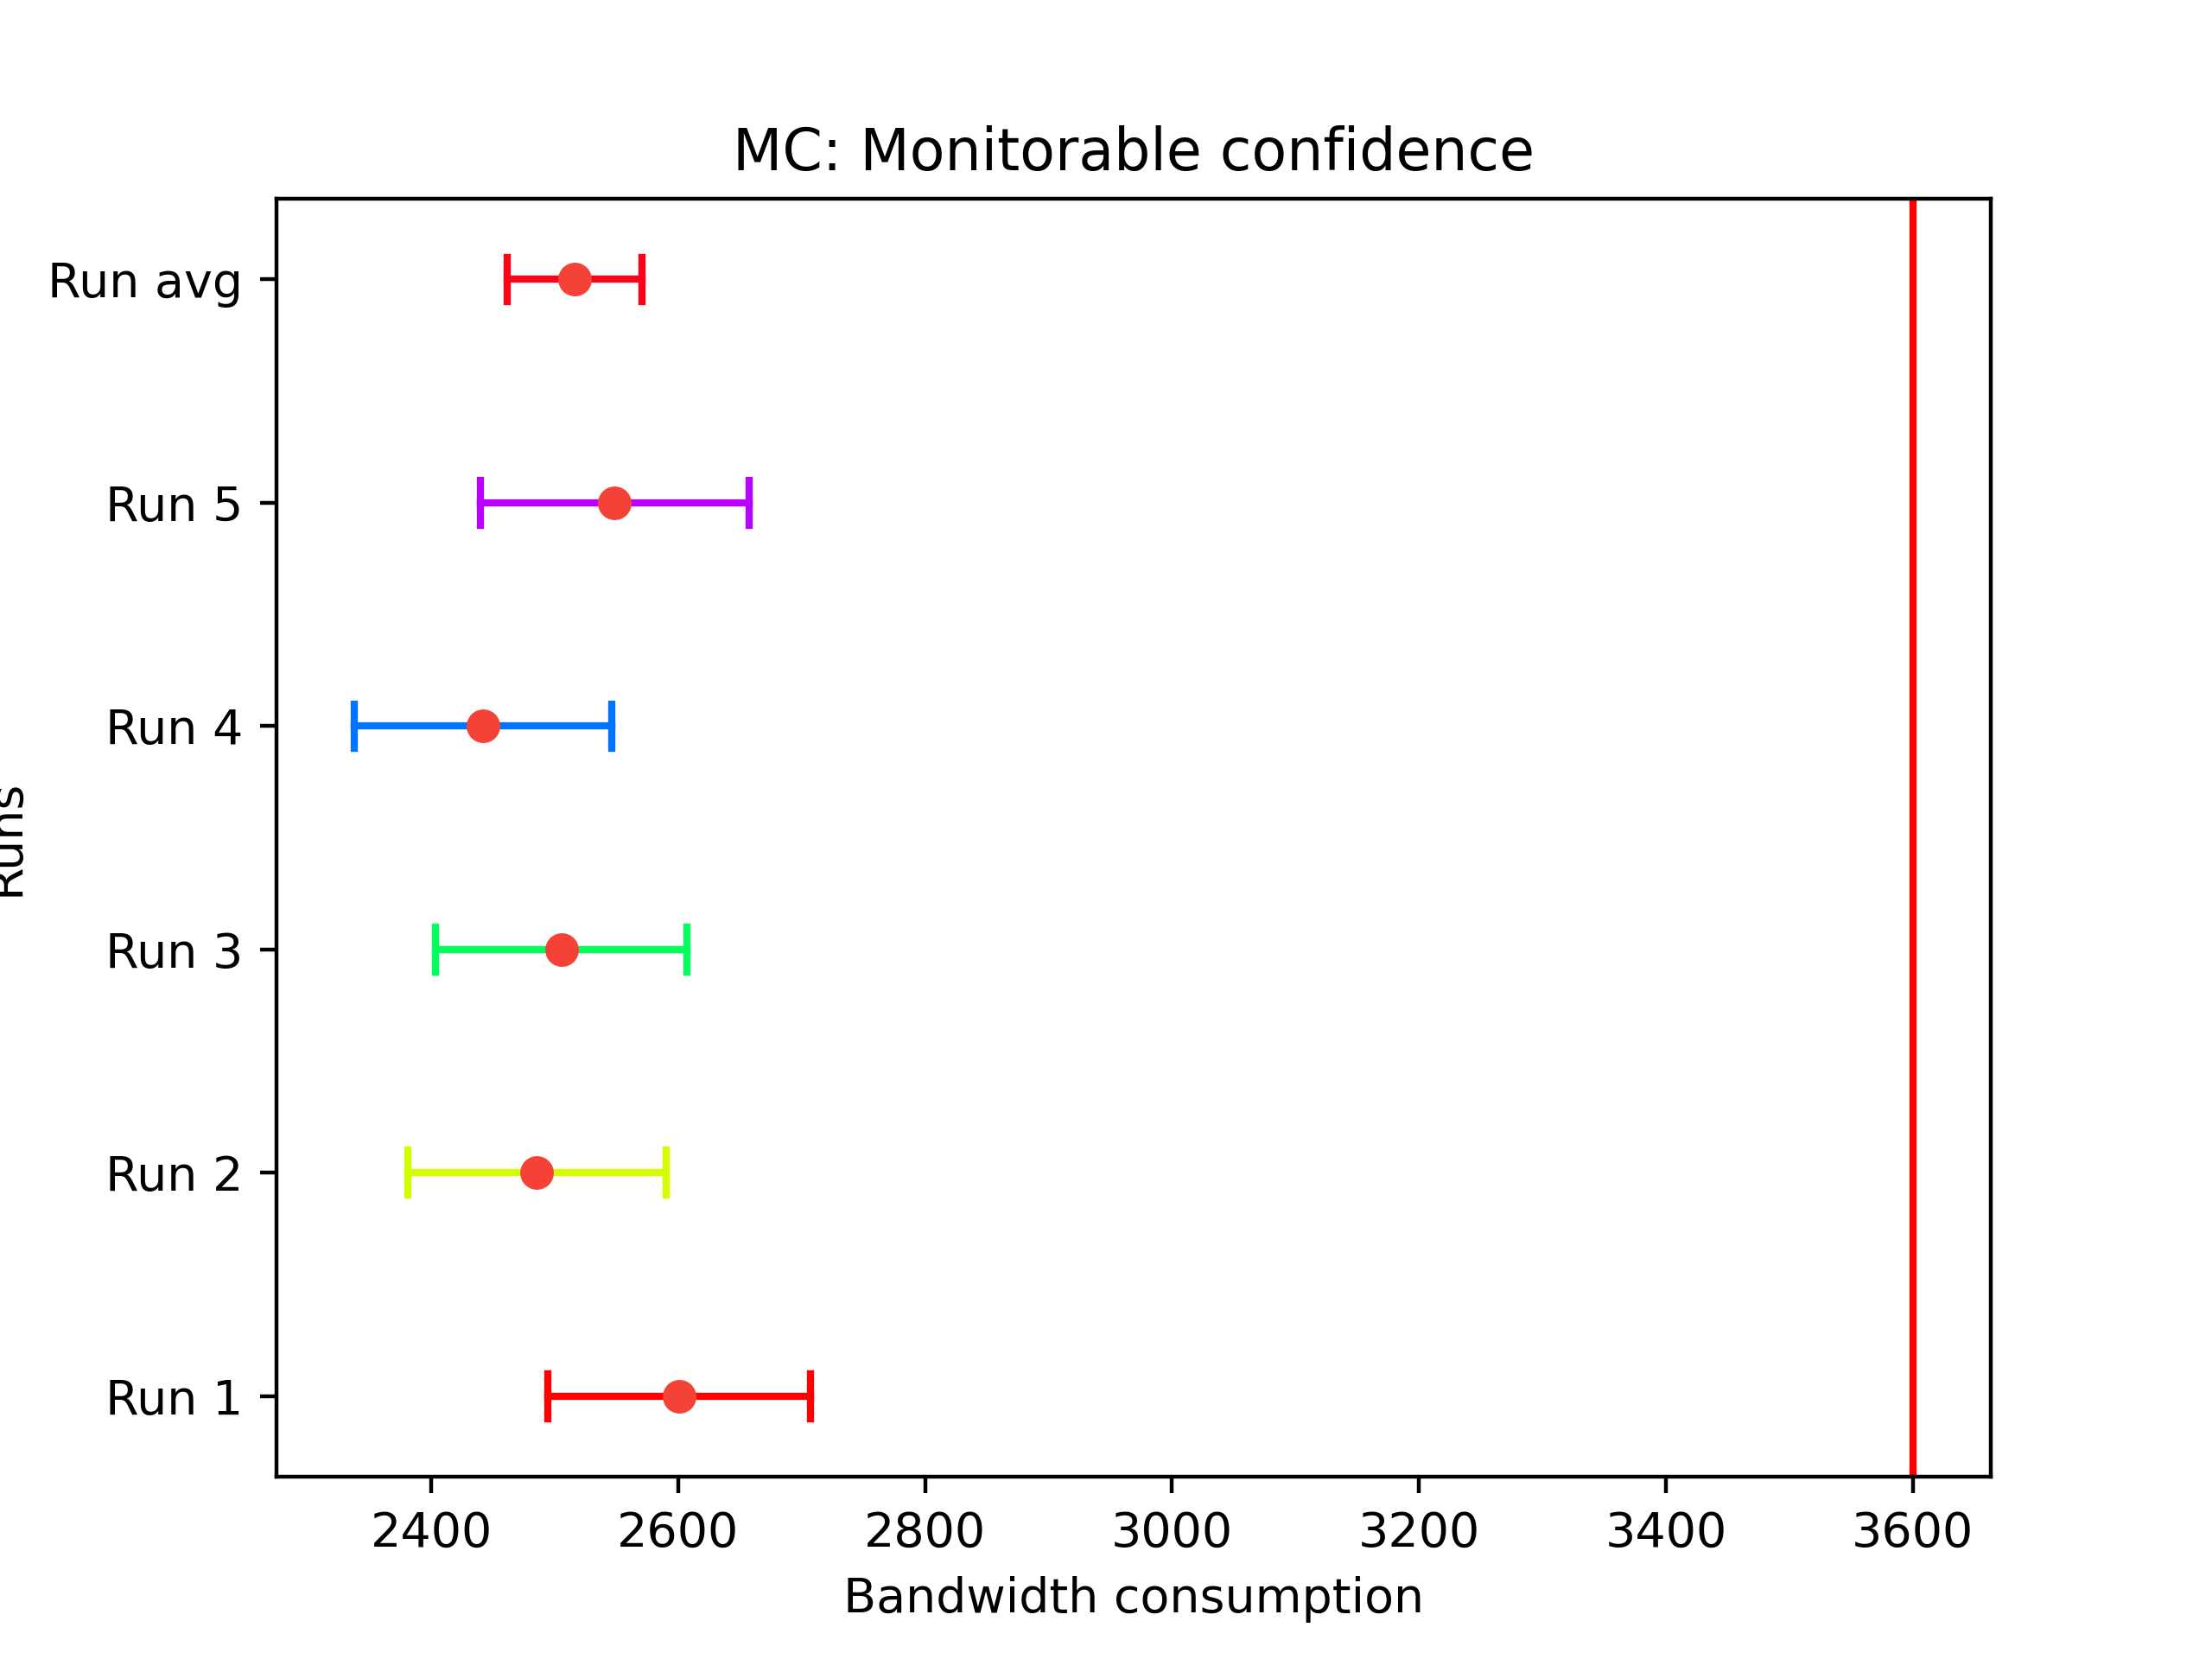 MC: Monitorable confidence
Run avg
Run 5
Run 4
Runs
Run 3
Run 2
Run 1
2400 2600 2800 3000 3200 3400 3600
Bandwidth consumption